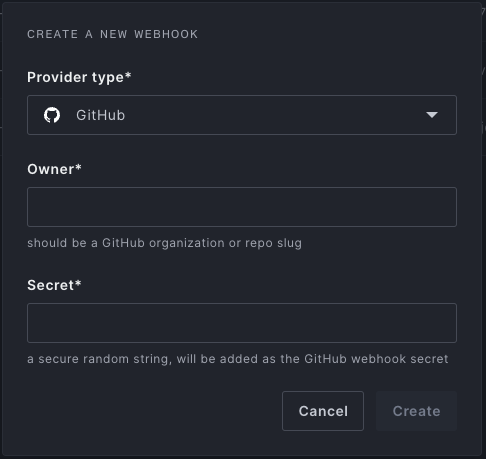 CREATE A NEW WEBHOOK
Provider type*
GitHub
Owner*
should be a GitHub organization or repo slug
Secret*
a secure random string, will be added as the GitHub webhook secret
Cancel
Create